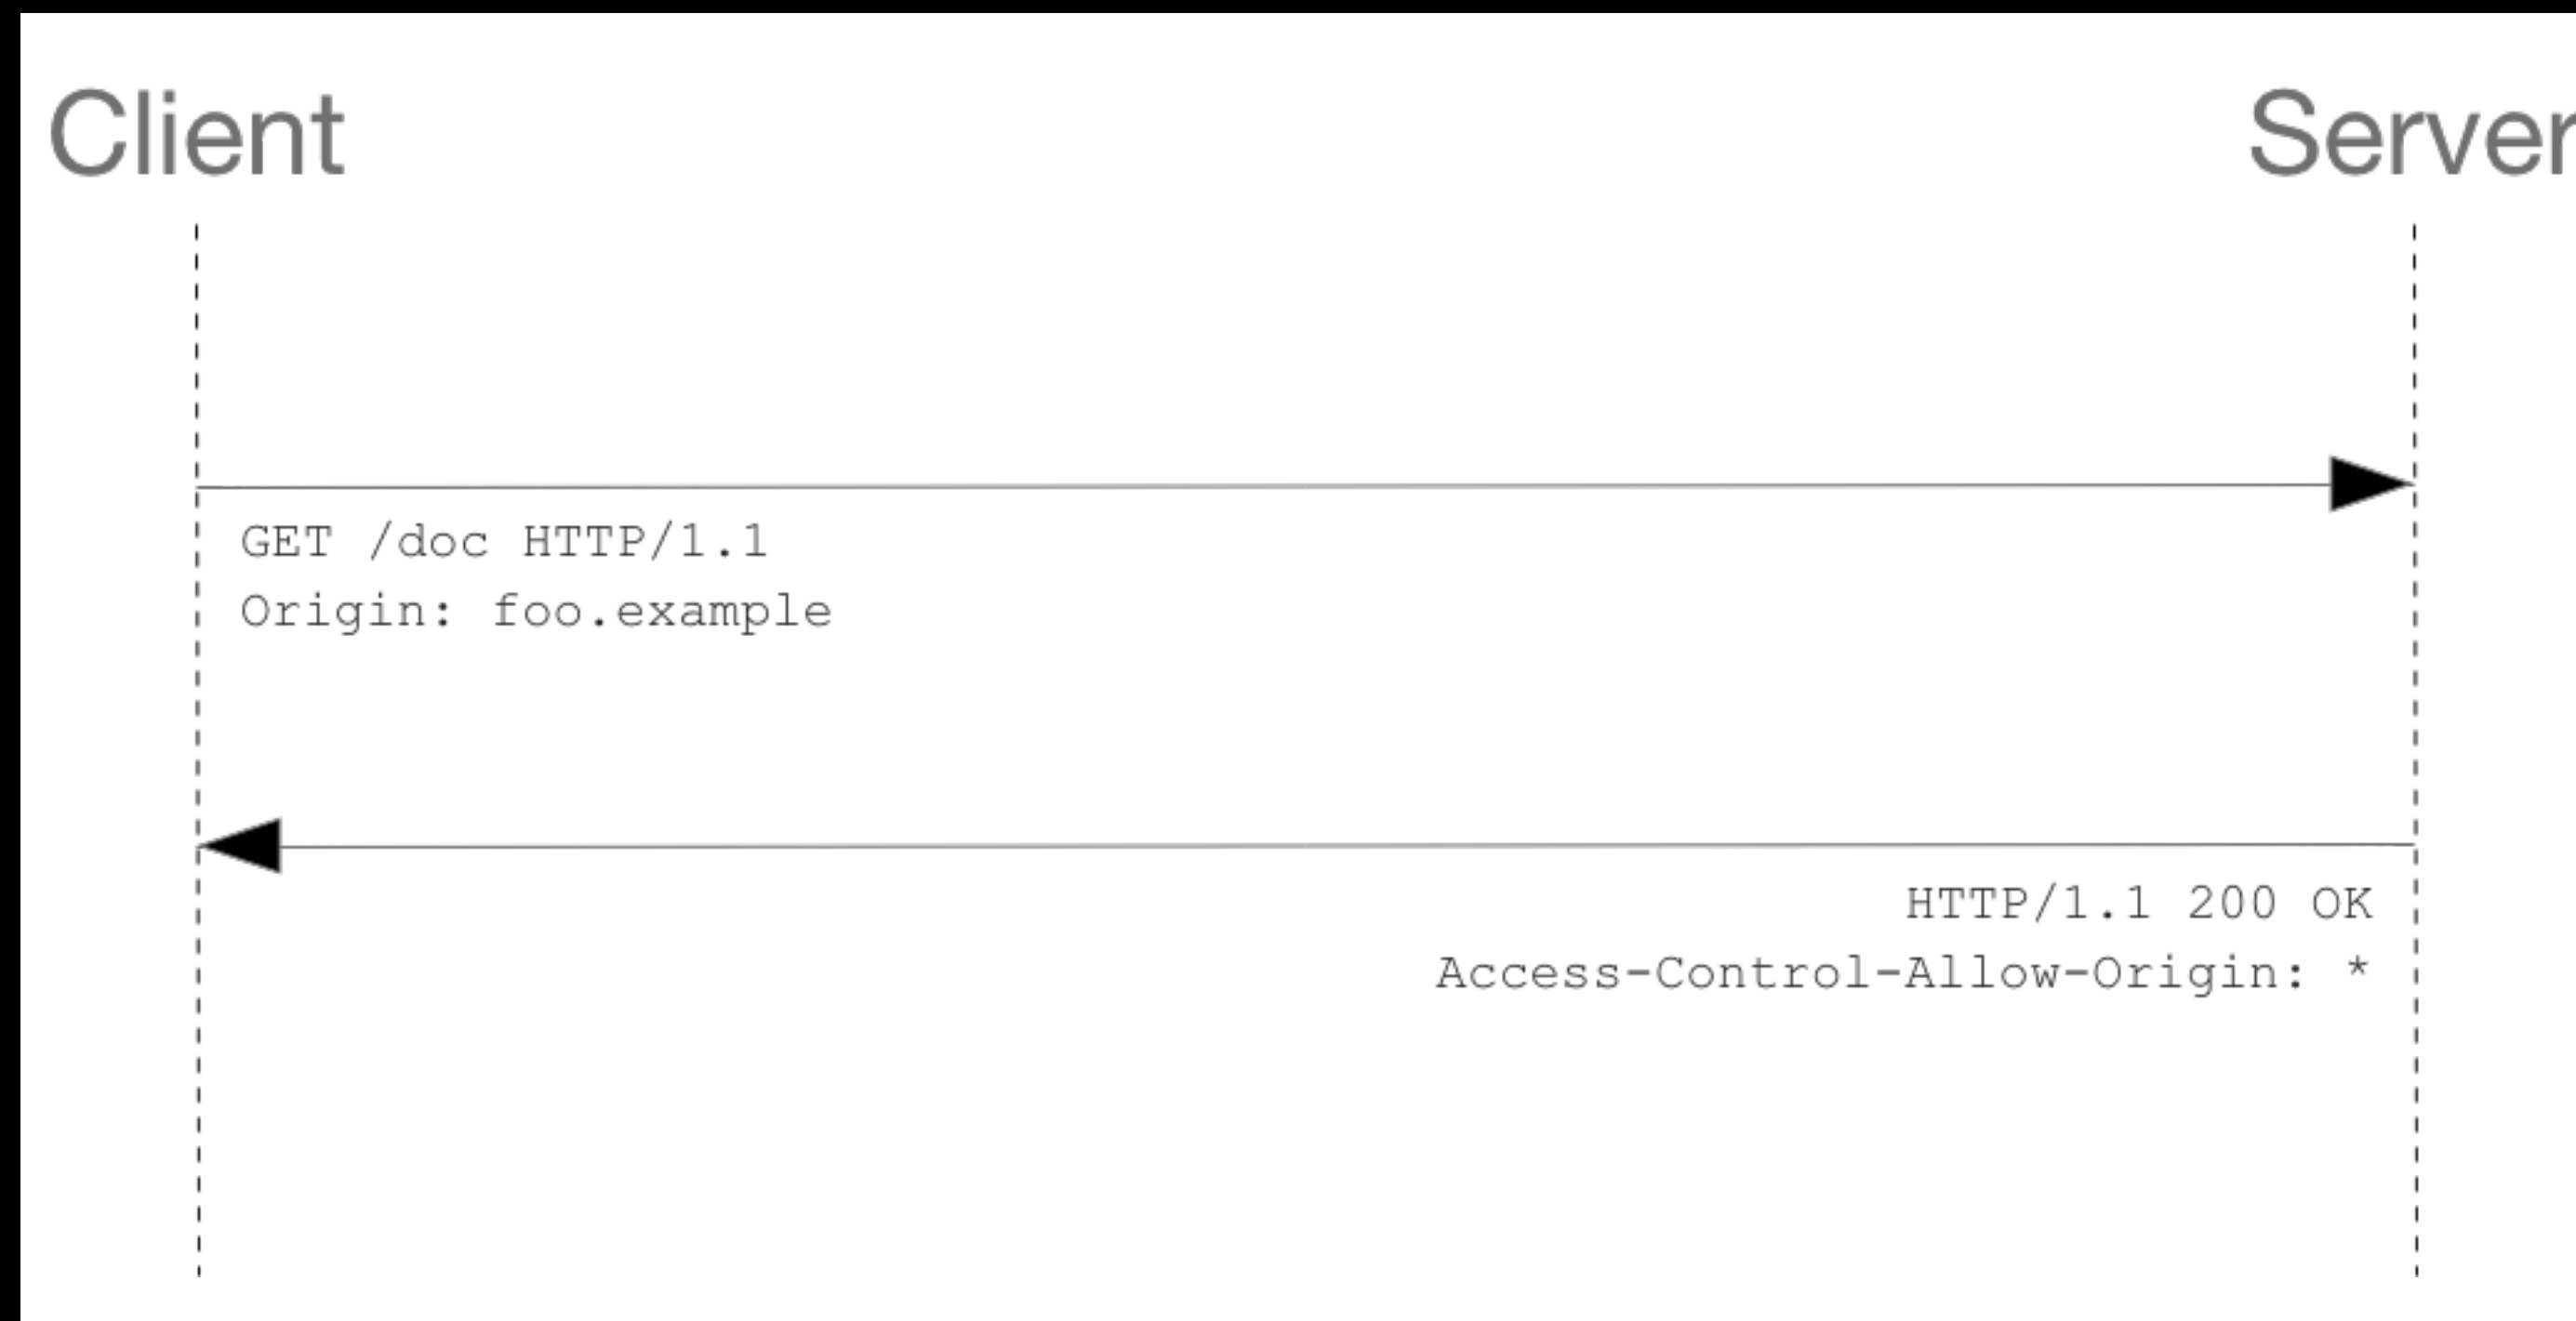 Client
Server
GET /doc HTTP/1.1
Origin: foo.example
HTTP/1.1 200 OK
Access-Control-Allow-Origin: *